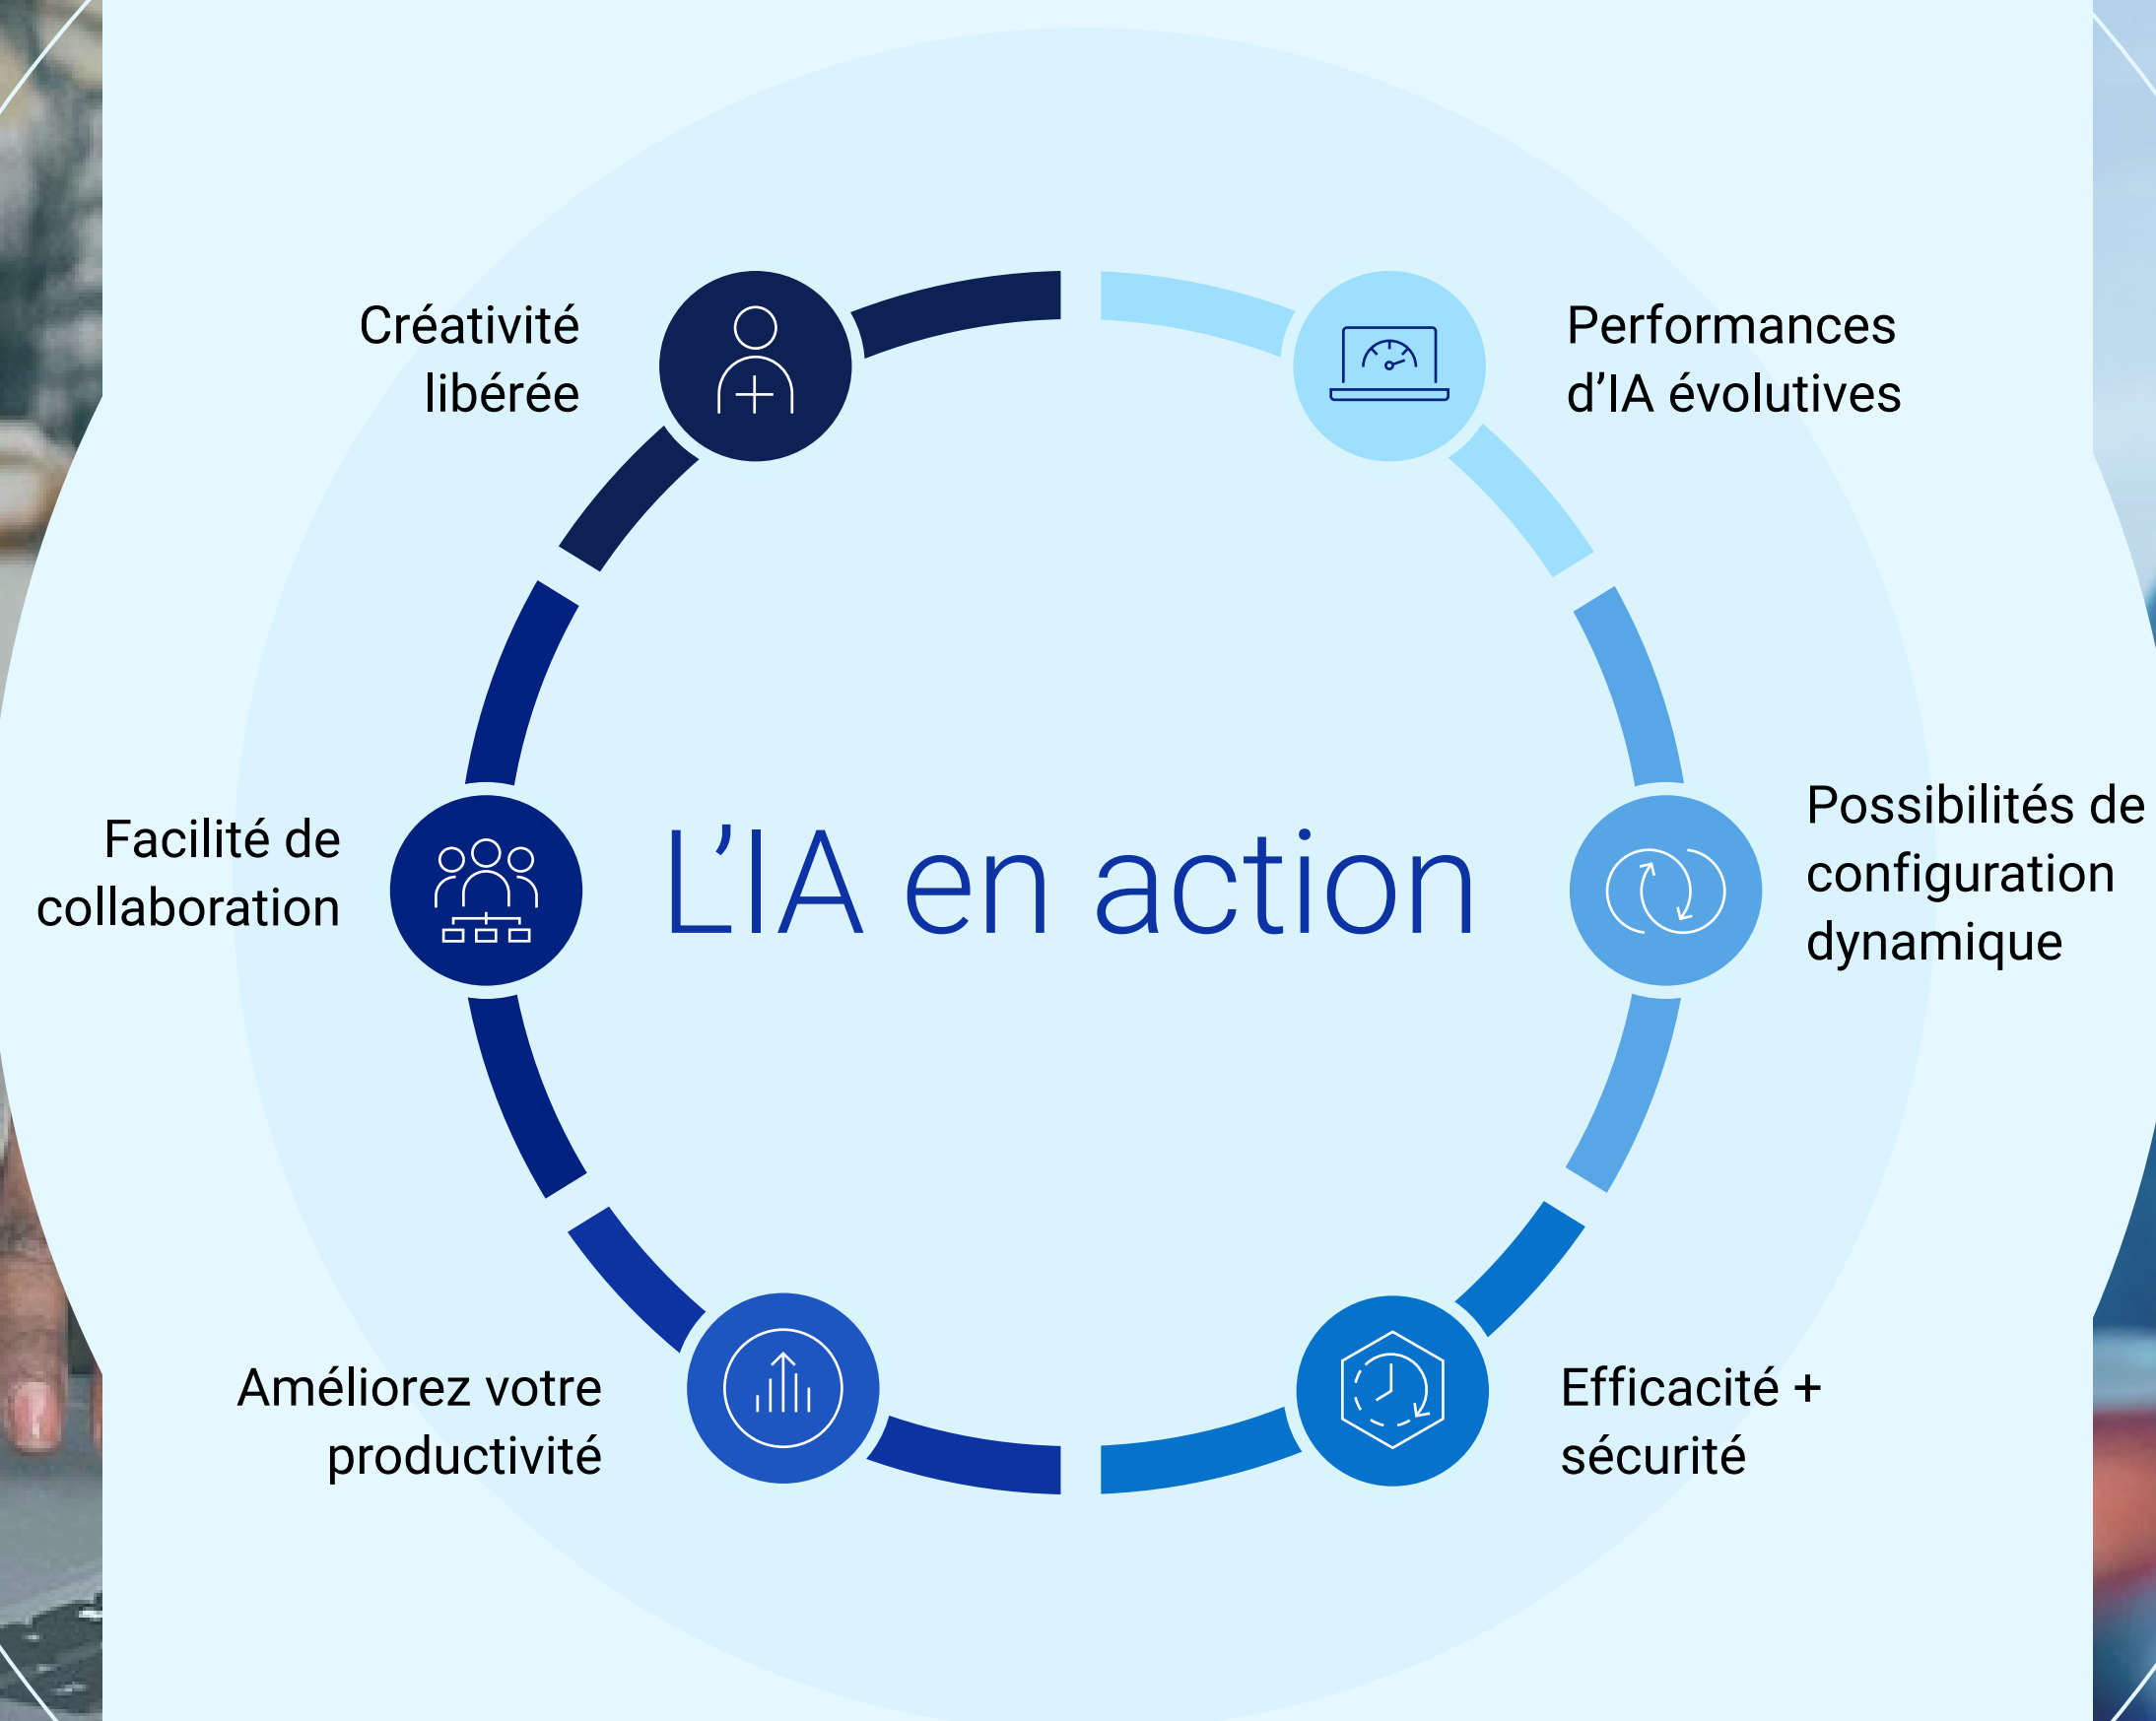 Créativité
libérée
Performances
d’IA évolutives
Facilité de
collaboration
L’IA en action
Possibilités de
configuration
dynamique
Améliorez votre
productivité
Efficacité +
sécurité